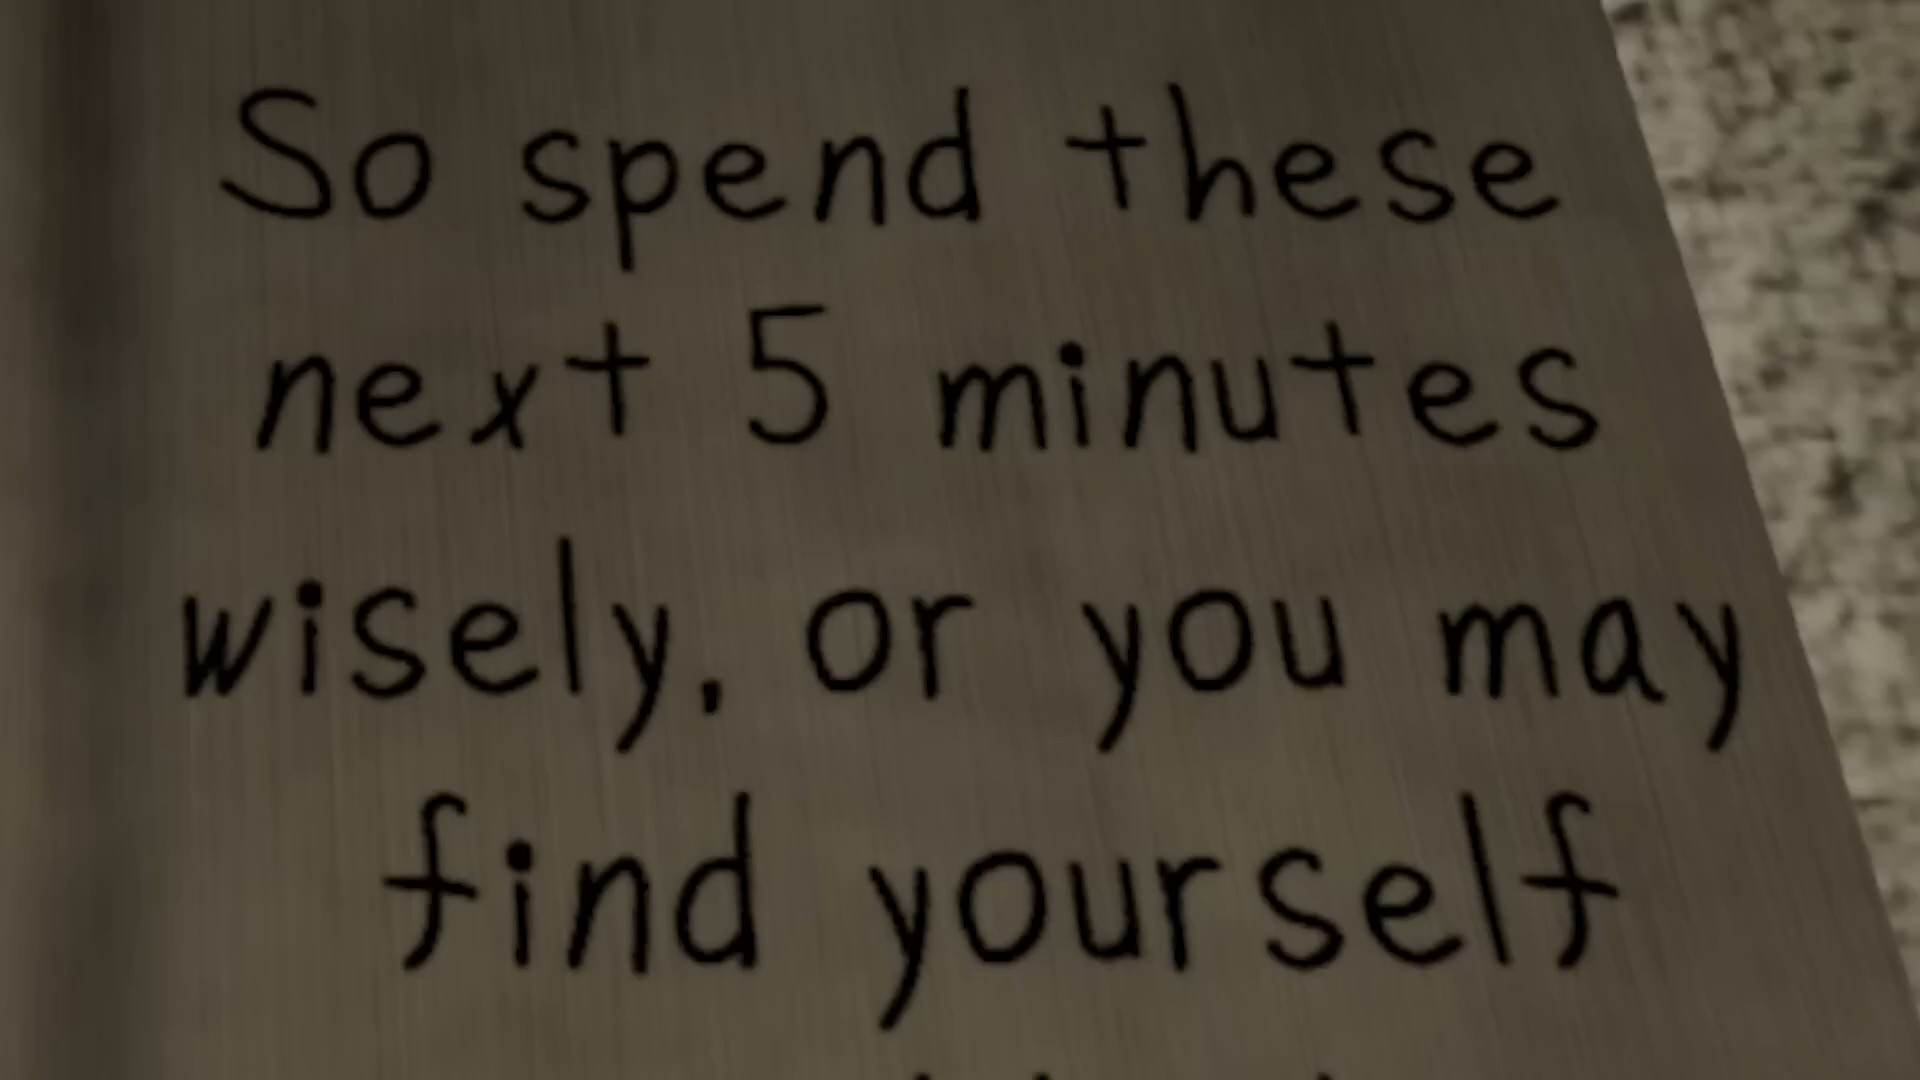 So spend these
next 5 minutes
wisely, or you may
find yourself